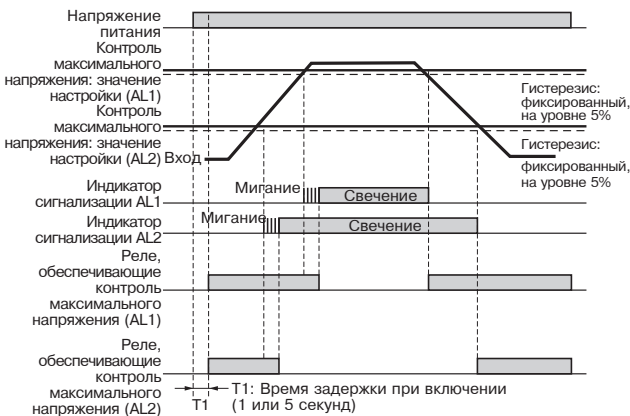 Напряжение
питания
Контроль
максимального
напряжения: значение
настройки (AL1)
Контроль
максимального
напряжения: значение
настройки (AL2)
Вход
Гистерезис:
фиксированный,
на уровне 5%
Гистерезис:
фиксированный,
на уровне 5%
Индикатор
сигнализации AL1
Мигание
Свечение
Индикатор
сигнализации AL2
Мигание
Свечение
Реле,
обеспечивающие
контроль
максимального
напряжения (AL1)
Реле,
обеспечивающие
контроль
максимального
напряжения (AL2)
T1
T1: Время задержки при включении
(1 или 5 секунд)